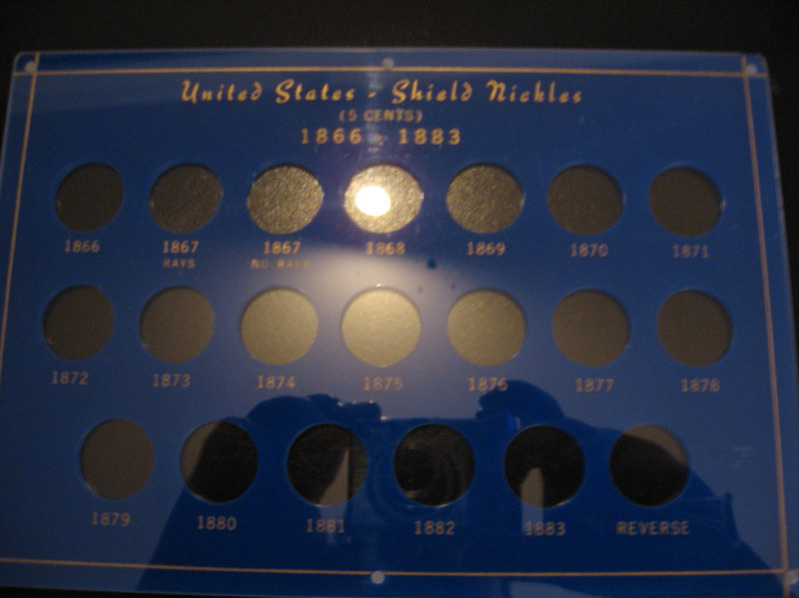 United States - Shield Nickles
(5 CENTS)
1866 - 1883
1866 1867 1867 1868 1869 1870 1871
RAYS NO RAYS
1872 1873 1874 1875 1876 1877 1878
1879 1880 1881 1882 1883 REVERSE